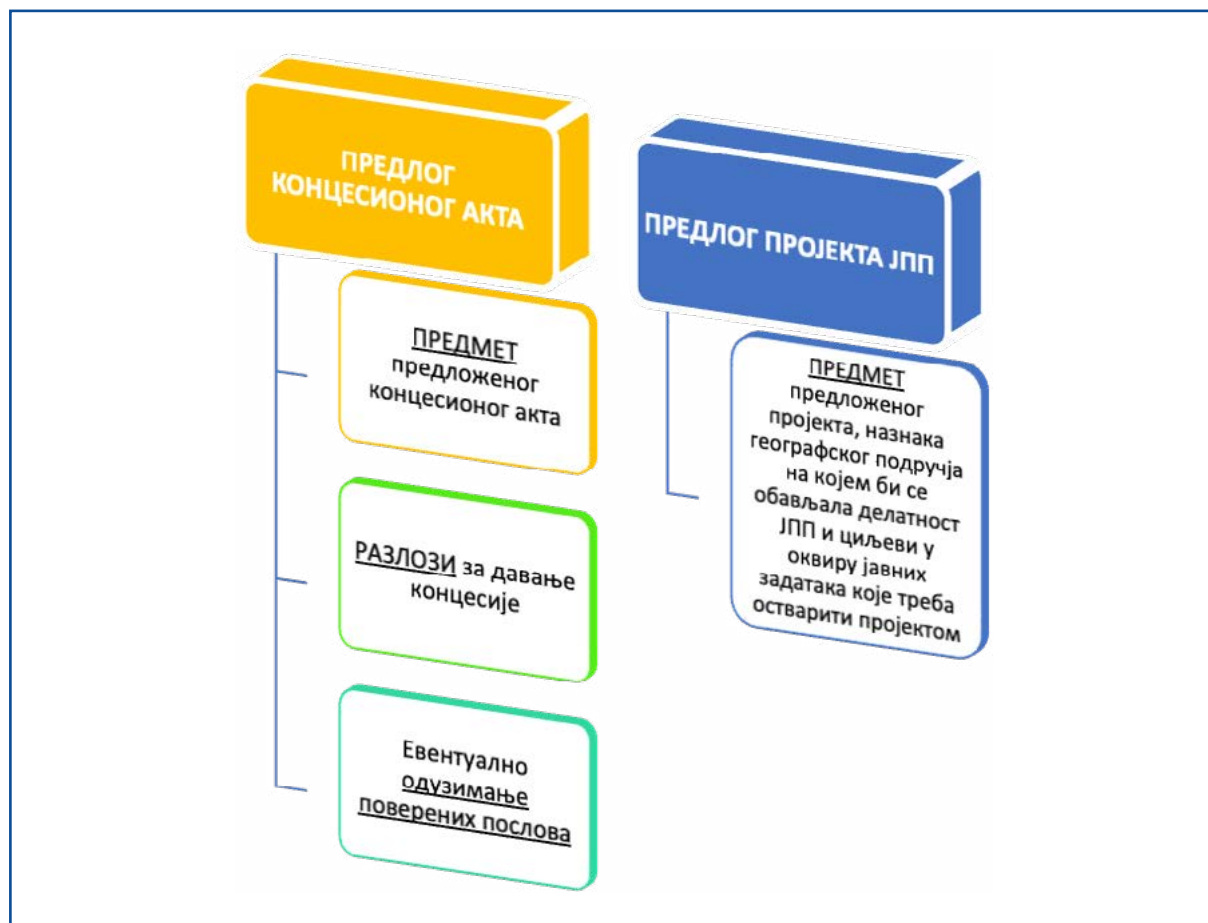 ПРЕДЛОГ
КОНЦЕСИОНОГ АКТА
ПРЕДМЕТ
предложеног
концесионог акта
РАЗЛОЗИ за давање
концесије
Евентуално
одузимање
поверених послова
ПРЕДЛОГ ПРОЈЕКТА ЈПП
ПРЕДМЕТ
предложеног
пројекта, назнака
географског подручја
на којем би се
обављала делатност
ЈПП и циљеви у
оквиру јавних
задатака које треба
остварити пројектом